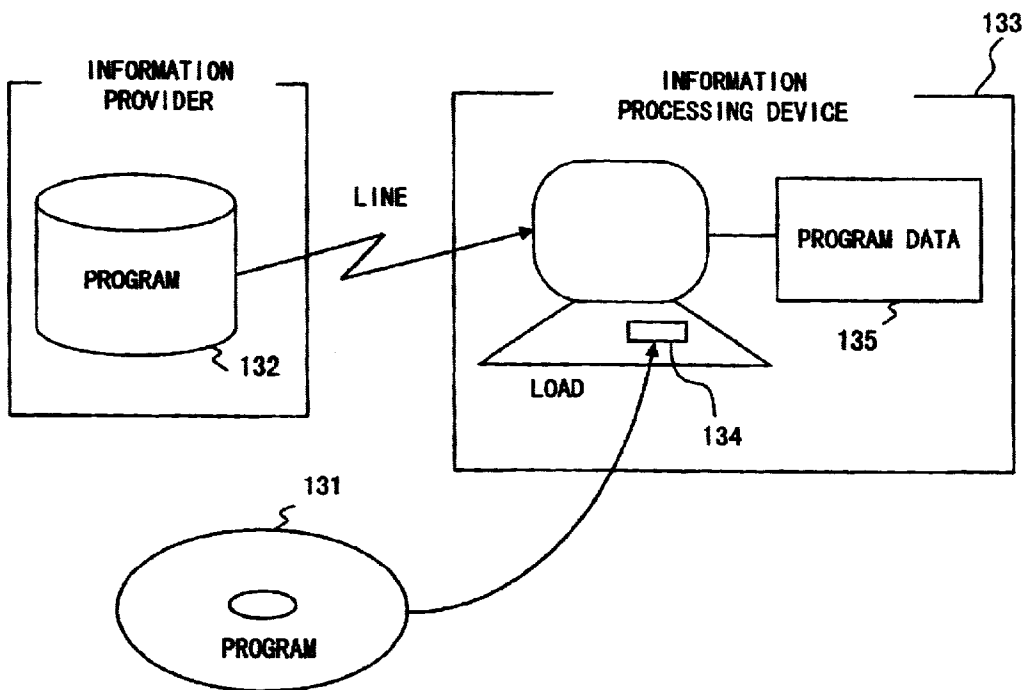 133
INFORMATION
PROVIDER
INFORMATION
PROCESSING DEVICE
LINE
PROGRAM
PROGRAM DATA
132
135
LOAD
134
131
PROGRAM